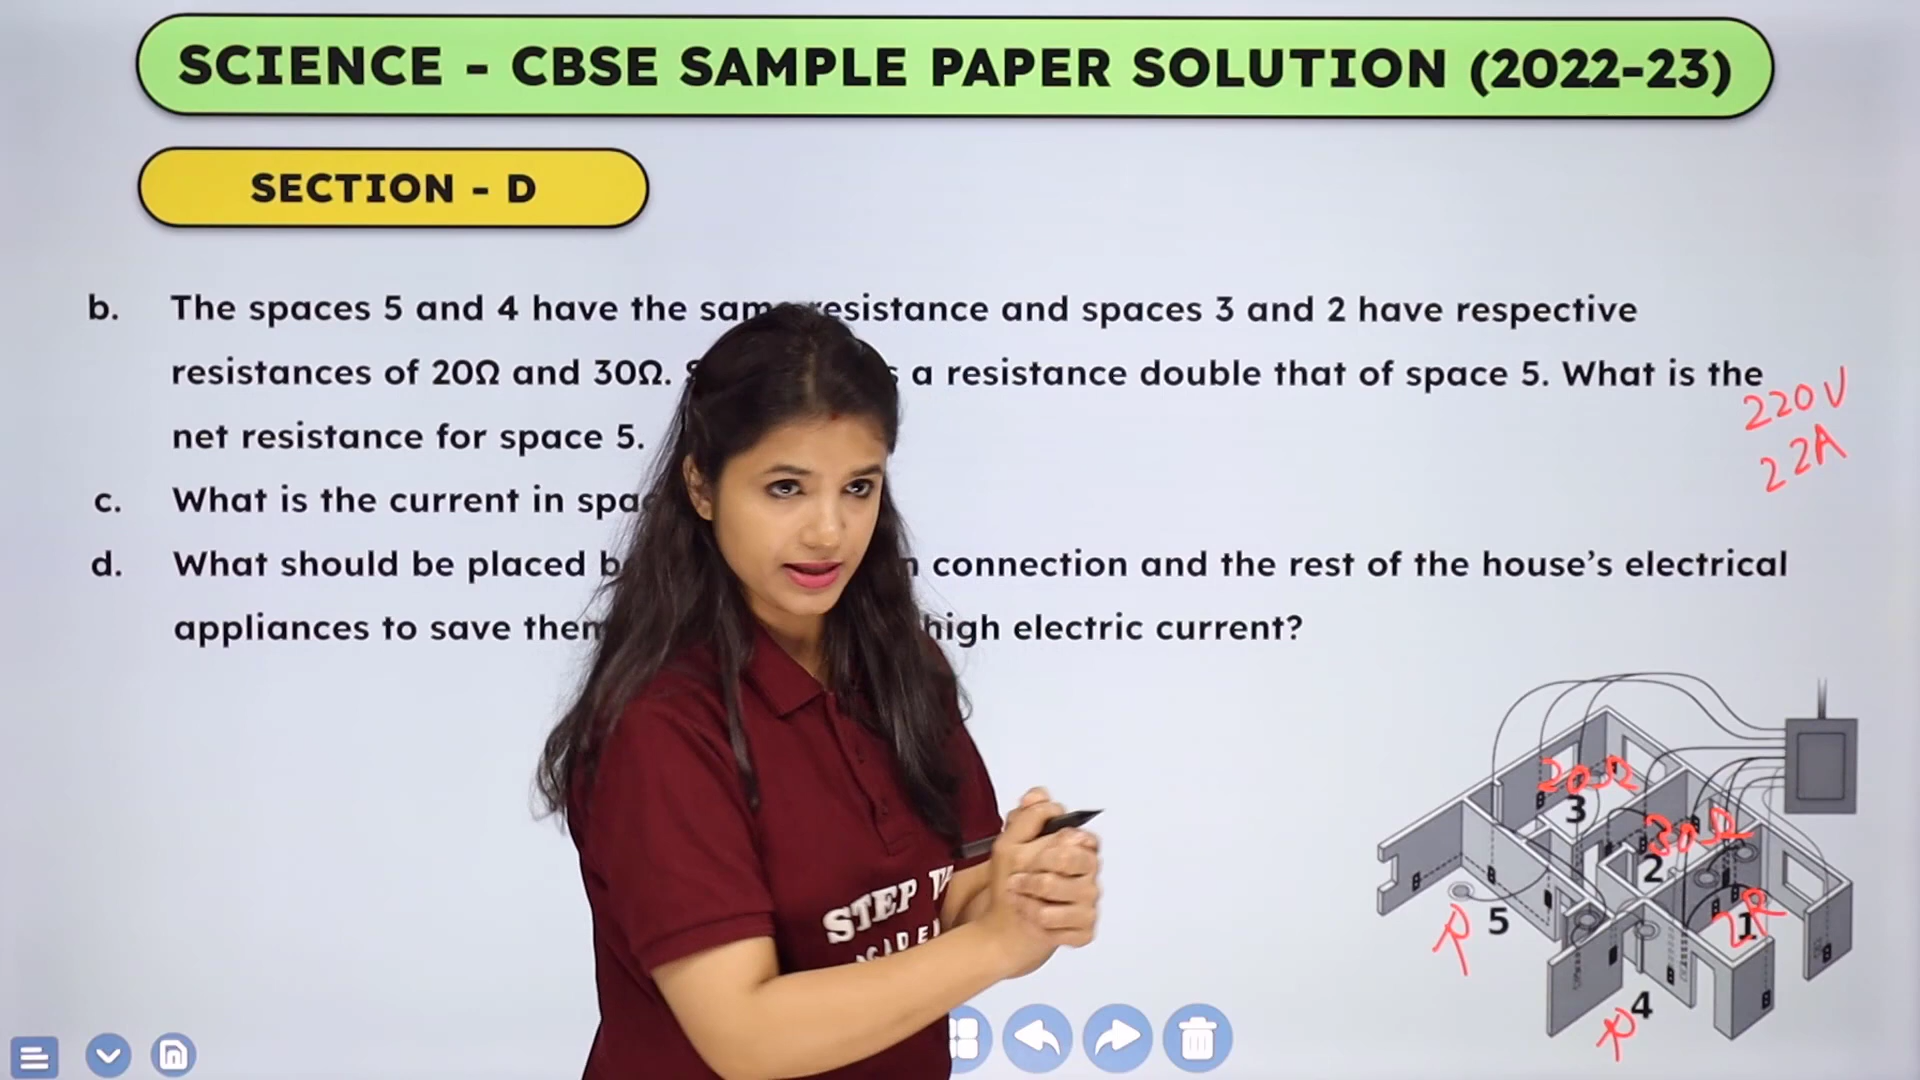 SCIENCE - CBSE SAMPLE PAPER SOLUTION (2022-23)
SECTION - D
b. The spaces 5 and 4 have the same resistance and spaces 3 and 2 have respective
resistances of 20Ω and 30Ω. a resistance double that of space 5. What is the
220V
net resistance for space 5.
22A
c. What is the current in
d. What should be placed connection and the rest of the house's electrical
appliances to save them high electric current?
20Ω
3
30Ω
2
2R
1
R 5
R 4
STEP